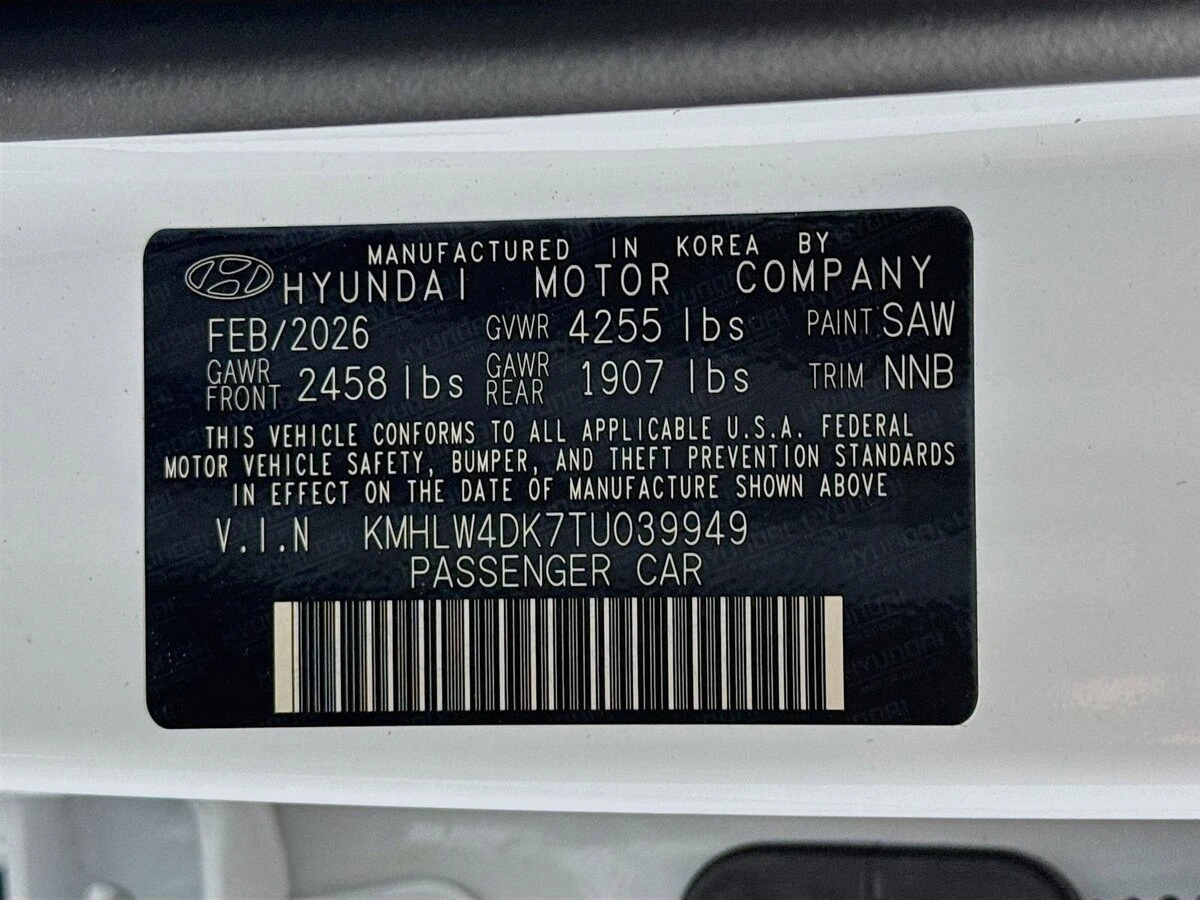 MANUFACTURED IN KOREA BY
HYUNDAI MOTOR COMPANY
FEB/2026 GVWR 4255 lbs PAINT SAW
GAWR FRONT 2458 lbs GAWR REAR 1907 lbs TRIM NNB
THIS VEHICLE CONFORMS TO ALL APPLICABLE U.S.A. FEDERAL
MOTOR VEHICLE SAFETY, BUMPER, AND THEFT PREVENTION STANDARDS
IN EFFECT ON THE DATE OF MANUFACTURE SHOWN ABOVE
V.I.N KMHLW4DK7TU039949
PASSENGER CAR